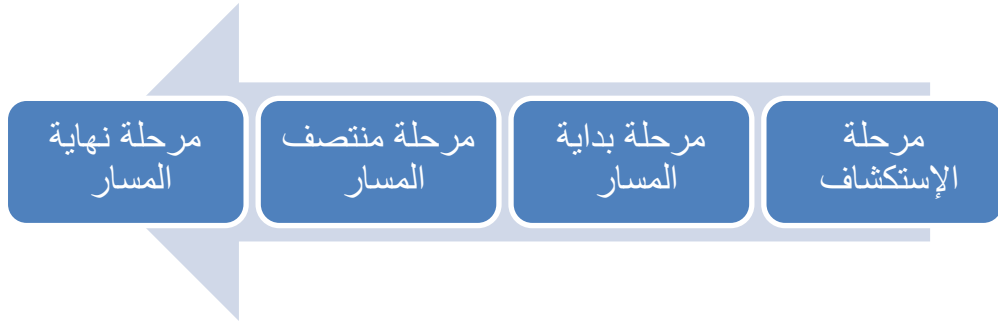 مرحلة
الإستكشاف
مرحلة بداية
المسار
مرحلة منتصف
المسار
مرحلة نهاية
المسار